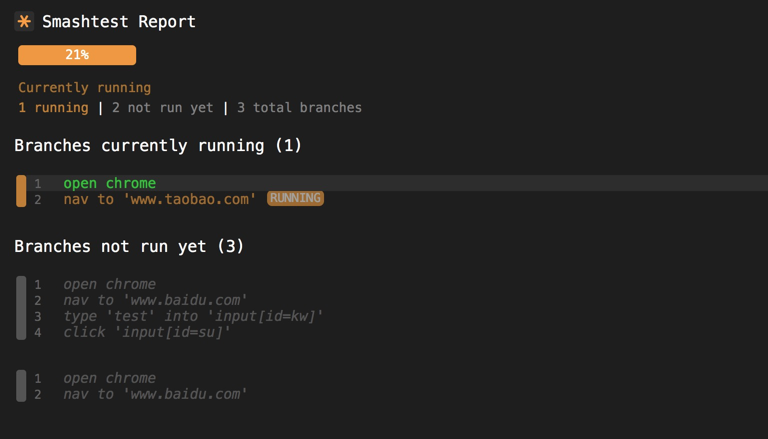 Smashtest Report
21%
Currently running
1 running | 2 not run yet | 3 total branches
Branches currently running (1)
1 open chrome
2 nav to 'www.taobao.com' RUNNING
Branches not run yet (3)
1 open chrome
2 nav to 'www.baidu.com'
3 type 'test' into 'input[id=kw]'
4 click 'input[id=su]'
1 open chrome
2 nav to 'www.baidu.com'